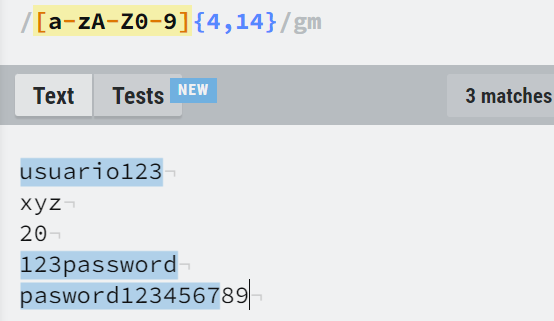 /[a-zA-Z0-9]{4,14}/gm
Text Tests NEW 3 matches
usuario123¬
xyz¬
20¬
123password¬
pasword123456789¬